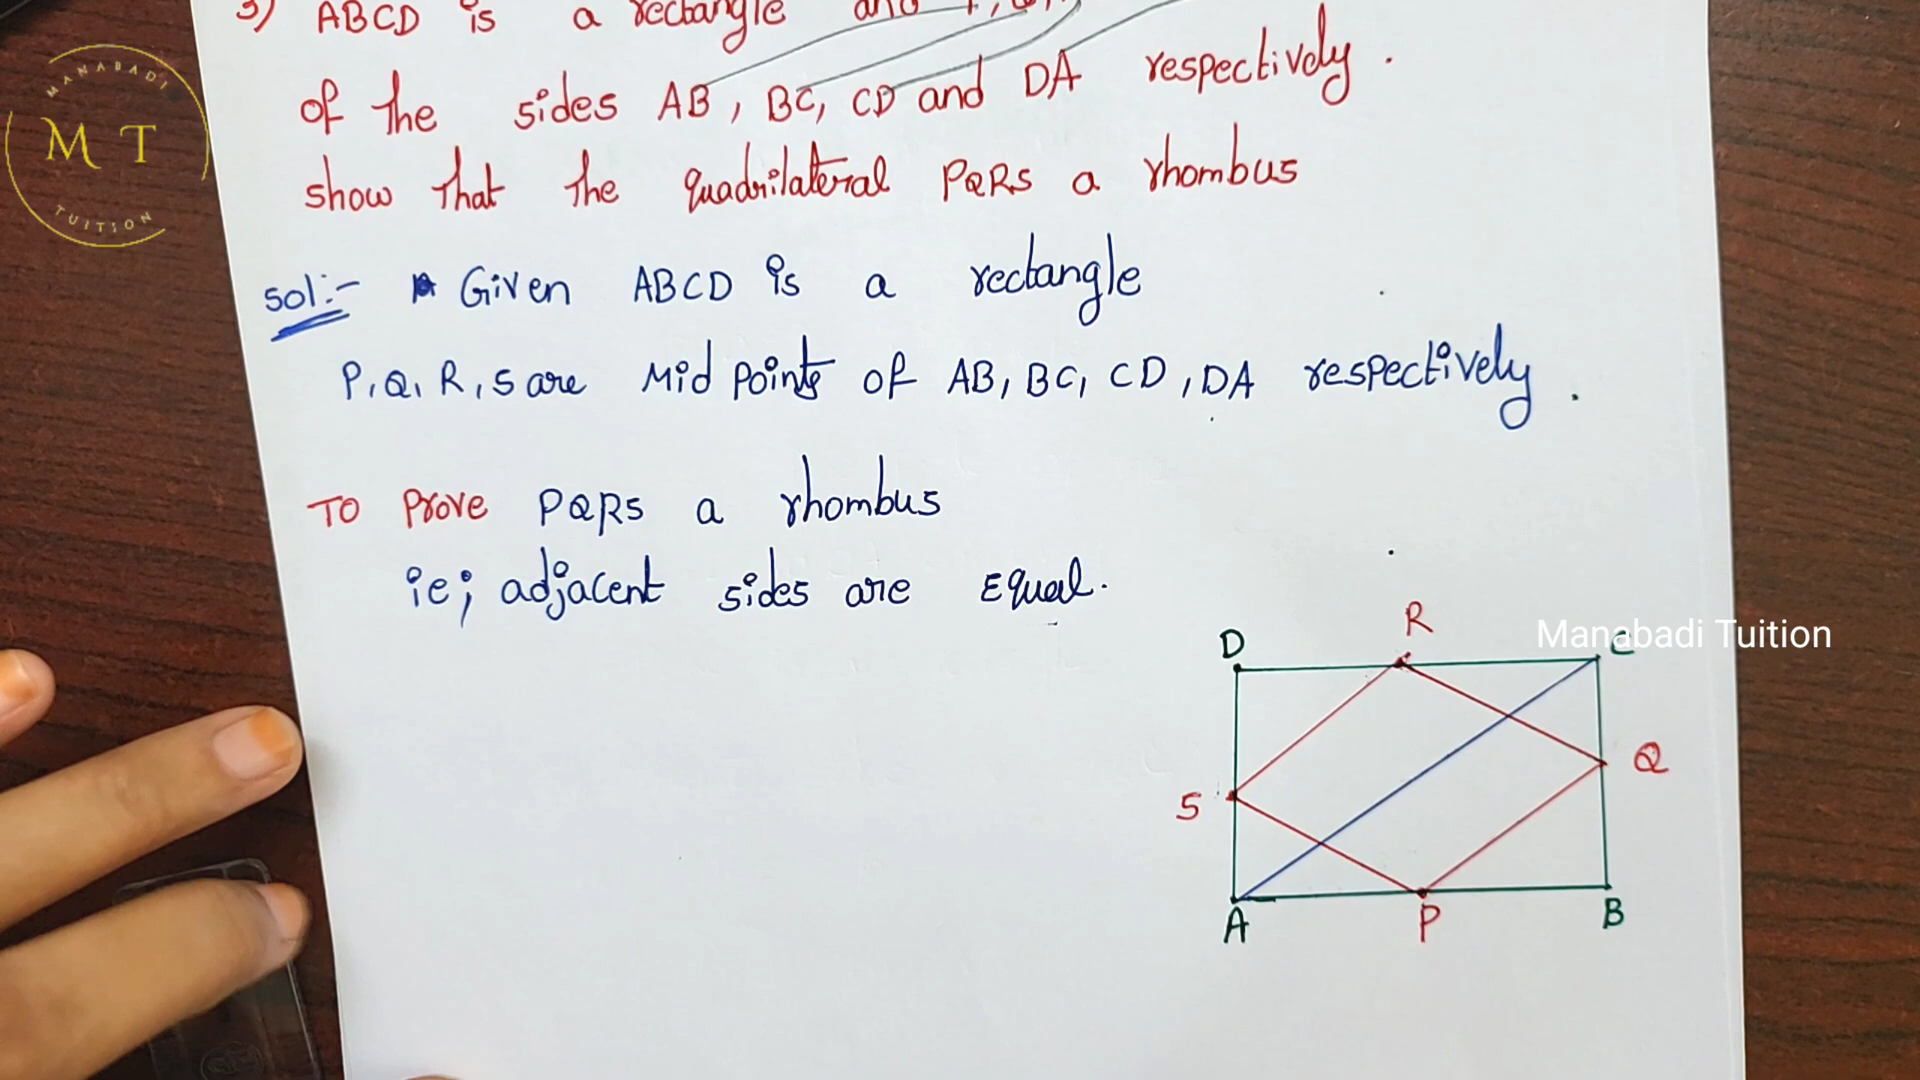 MANABADI
M T
TUITION
3) ABCD is a rectangle and P, Q,
of the sides AB, BC, CD and DA respectively.
show that the quadrilateral PQRS a rhombus
Sol:- Given ABCD is a rectangle
P, Q, R, S are Mid points of AB, BC, CD, DA respectively.
TO Prove PQRS a rhombus
ie; adjacent sides are Equal.
Manabadi Tuition
D R C
S Q
A P B